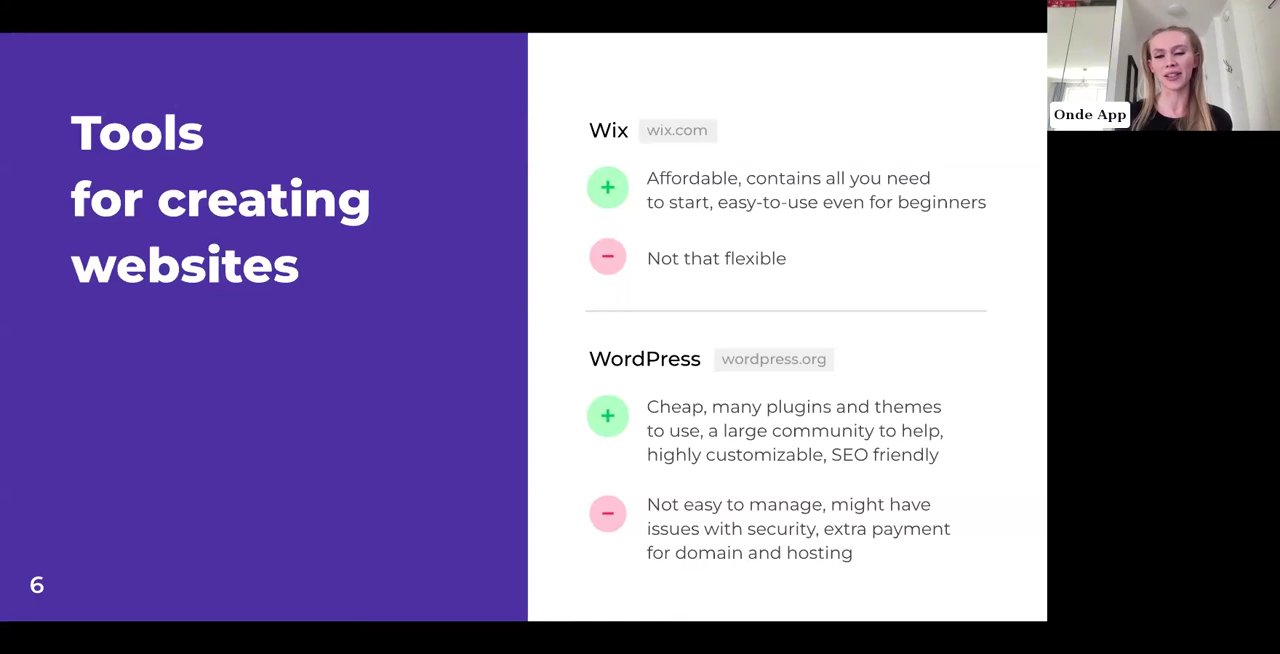 Tools
for creating
websites
6
Wix wix.com
+
Affordable, contains all you need
to start, easy-to-use even for beginners
−
Not that flexible
WordPress wordpress.org
+
Cheap, many plugins and themes
to use, a large community to help,
highly customizable, SEO friendly
−
Not easy to manage, might have
issues with security, extra payment
for domain and hosting
Onde App